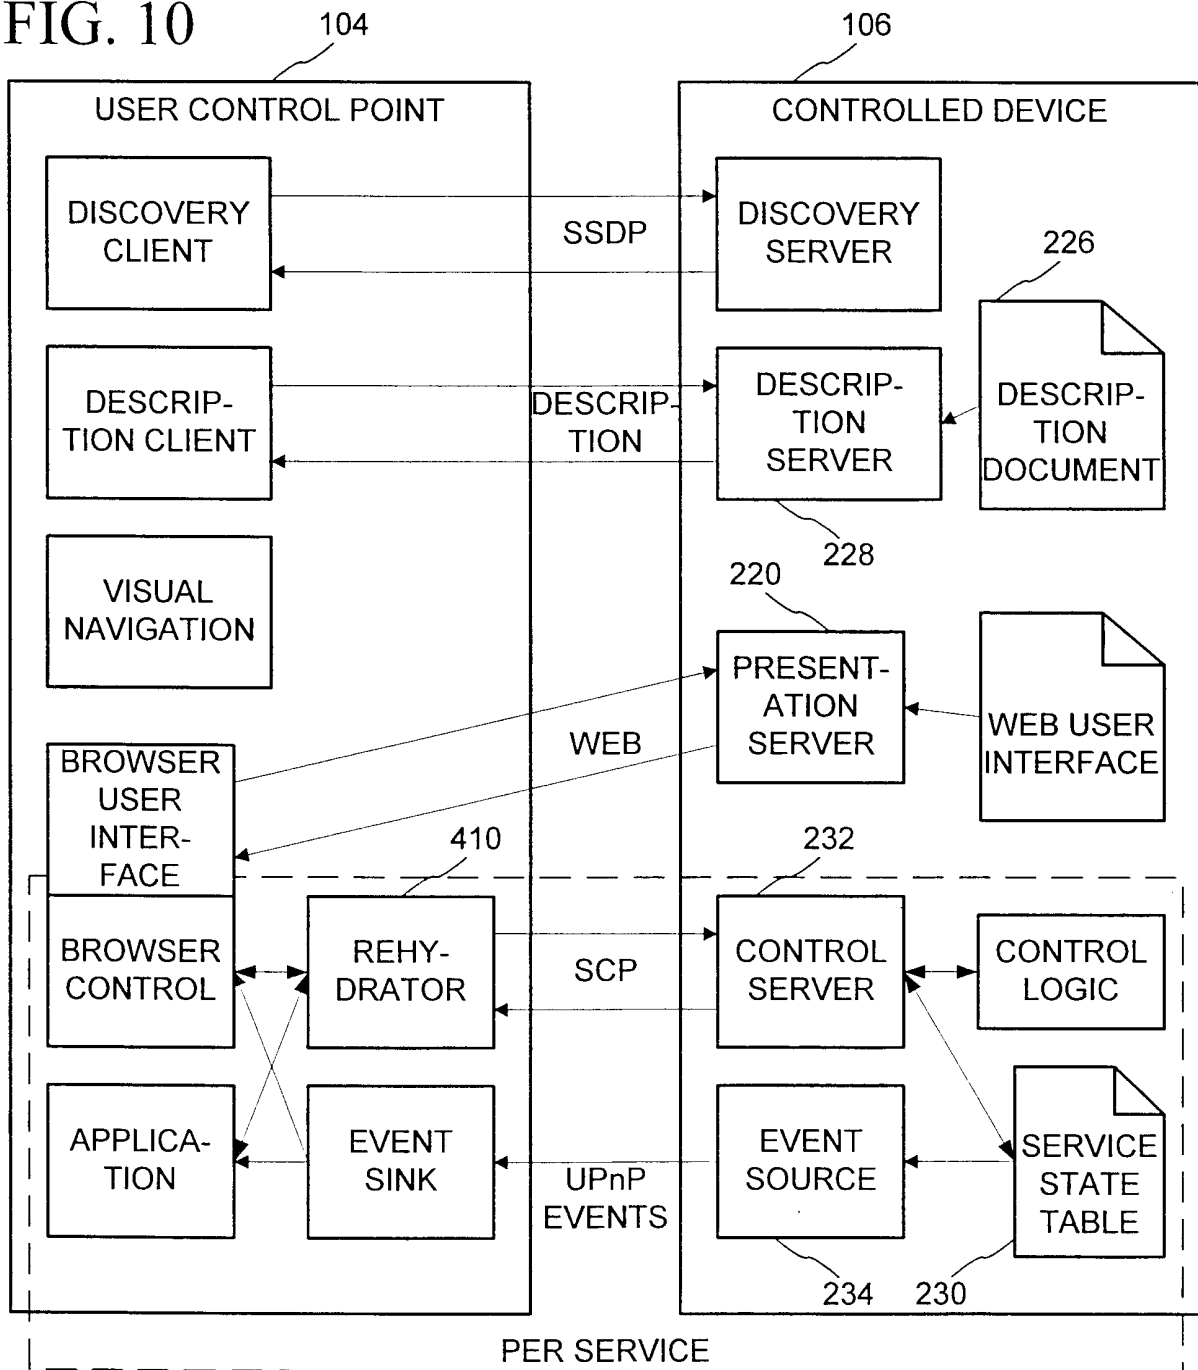 FIG. 10
104
106
USER CONTROL POINT
CONTROLLED DEVICE
DISCOVERY
CLIENT
SSDP
DISCOVERY
SERVER
226
DESCRIP-
TION CLIENT
DESCRIP-
TION
DESCRIP-
TION
SERVER
DESCRIP-
TION
DOCUMENT
228
VISUAL
NAVIGATION
220
PRESENT-
ATION
SERVER
WEB USER
INTERFACE
WEB
BROWSER
USER
INTER-
FACE
410
232
BROWSER
CONTROL
REHY-
DRATOR
SCP
CONTROL
SERVER
CONTROL
LOGIC
APPLICA-
TION
EVENT
SINK
UPnP
EVENTS
EVENT
SOURCE
SERVICE
STATE
TABLE
234
230
PER SERVICE